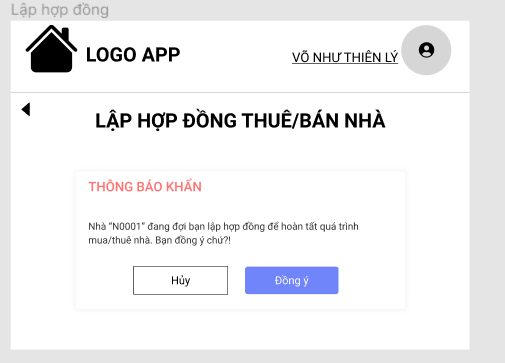 Lập hợp đồng
LOGO APP
VÕ NHƯ THIÊN LÝ
LẬP HỢP ĐỒNG THUÊ/BÁN NHÀ
THÔNG BÁO KHẨN
Nhà “N0001” đang đợi bạn lập hợp đồng để hoàn tất quá trình
mua/thuê nhà. Bạn đồng ý chứ?!
Hủy
Đồng ý